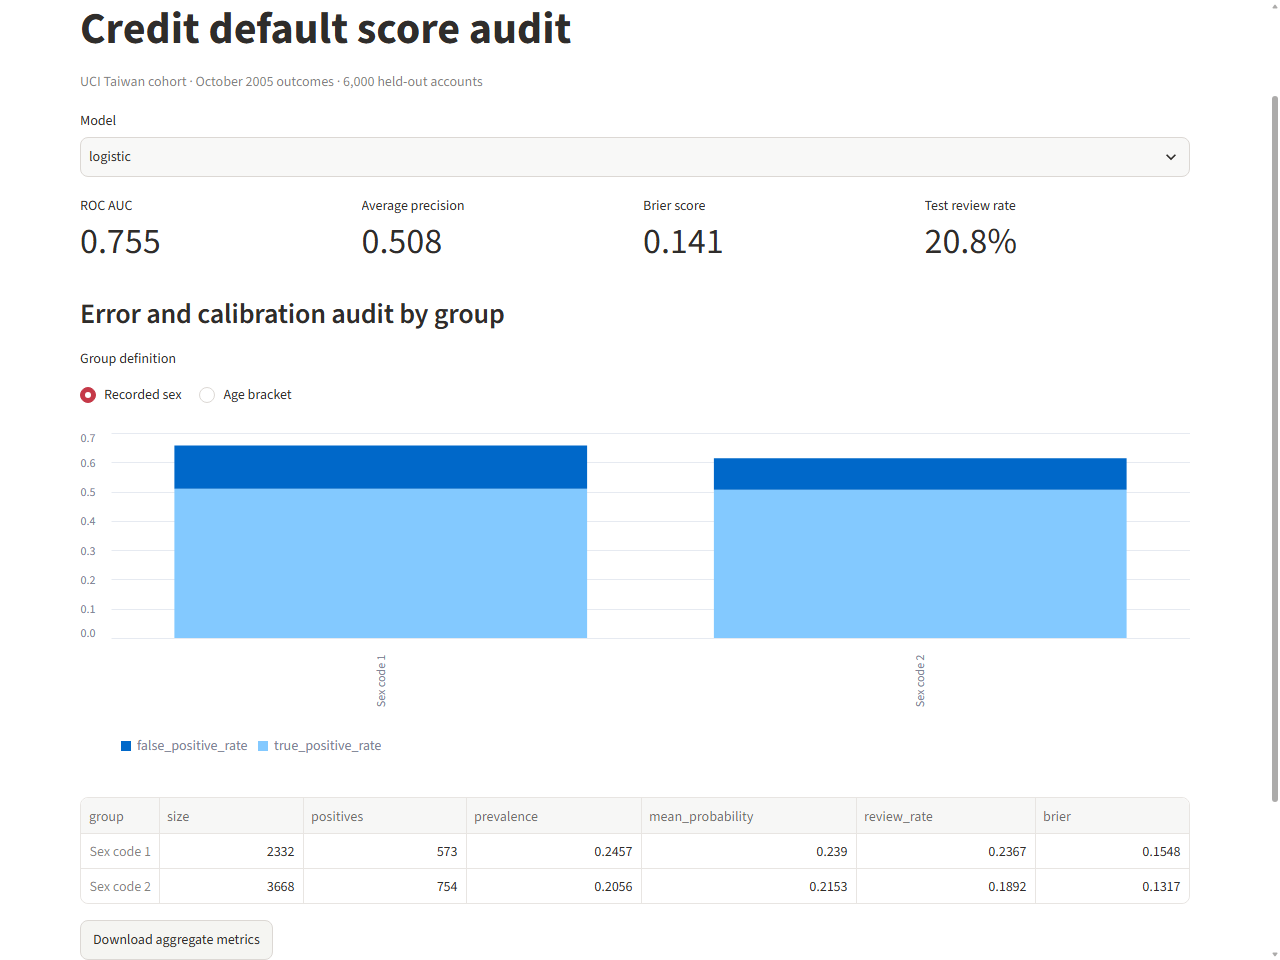 Credit default score audit
UCI Taiwan cohort · October 2005 outcomes · 6,000 held-out accounts
Model
logistic
ROC AUC Average precision Brier score Test review rate
0.755 0.508 0.141 20.8%
Error and calibration audit by group
Group definition
Recorded sex Age bracket
0.7
0.6
0.5
0.4
0.3
0.2
0.1
0.0
Sex code 1 Sex code 2
false_positive_rate true_positive_rate
group size positives prevalence mean_probability review_rate brier
Sex code 1 2332 573 0.2457 0.239 0.2367 0.1548
Sex code 2 3668 754 0.2056 0.2153 0.1892 0.1317
Download aggregate metrics